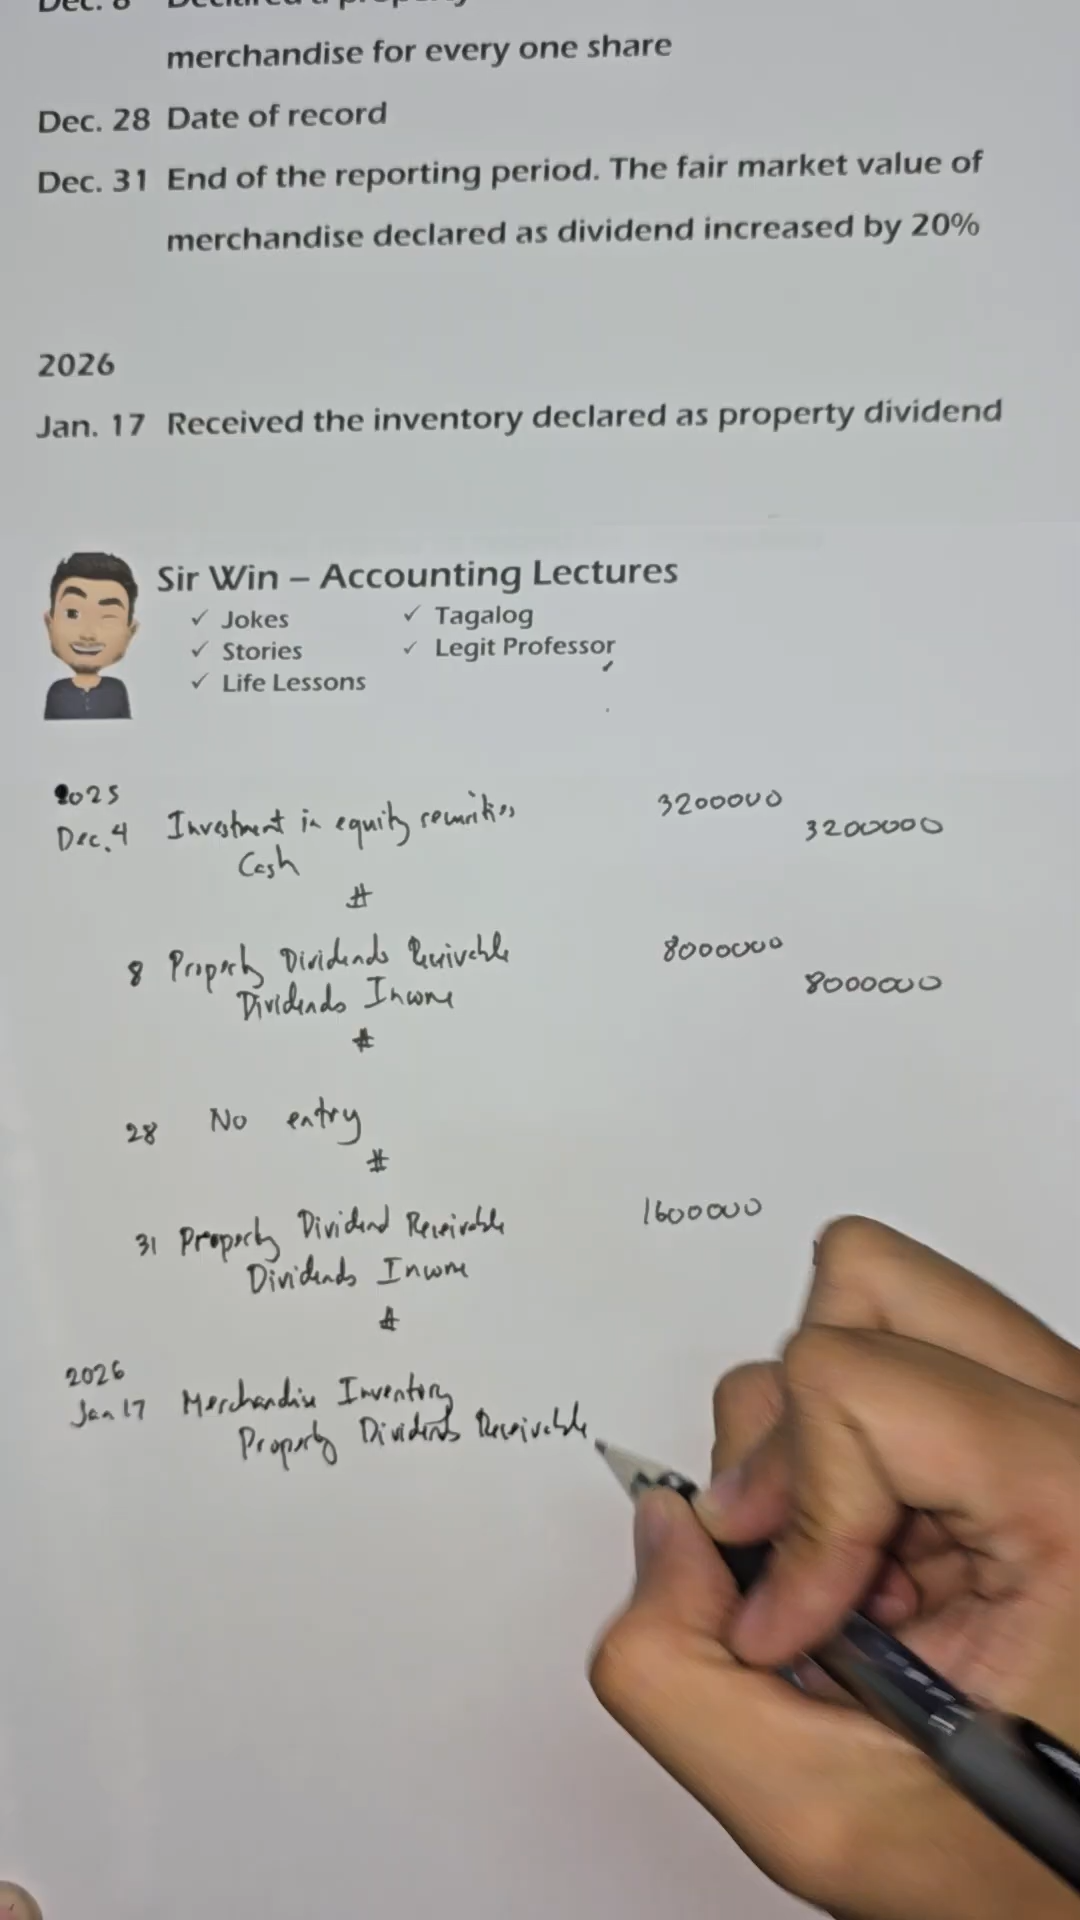 Dec. 8 Declared a property
merchandise for every one share
Dec. 28 Date of record
Dec. 31 End of the reporting period. The fair market value of
merchandise declared as dividend increased by 20%
2026
Jan. 17 Received the inventory declared as property dividend
Sir Win – Accounting Lectures
✓ Jokes ✓ Tagalog
✓ Stories ✓ Legit Professor
✓ Life Lessons
2025
Dec. 4 Investment in equity securities 3200000
Cash 3200000
#
8 Property Dividends Receivable 8000000
Dividends Income 8000000
#
28 No entry
#
31 Property Dividend Receivable 1600000
Dividends Income
#
2026
Jan 17 Merchandise Inventory
Property Dividends Receivable